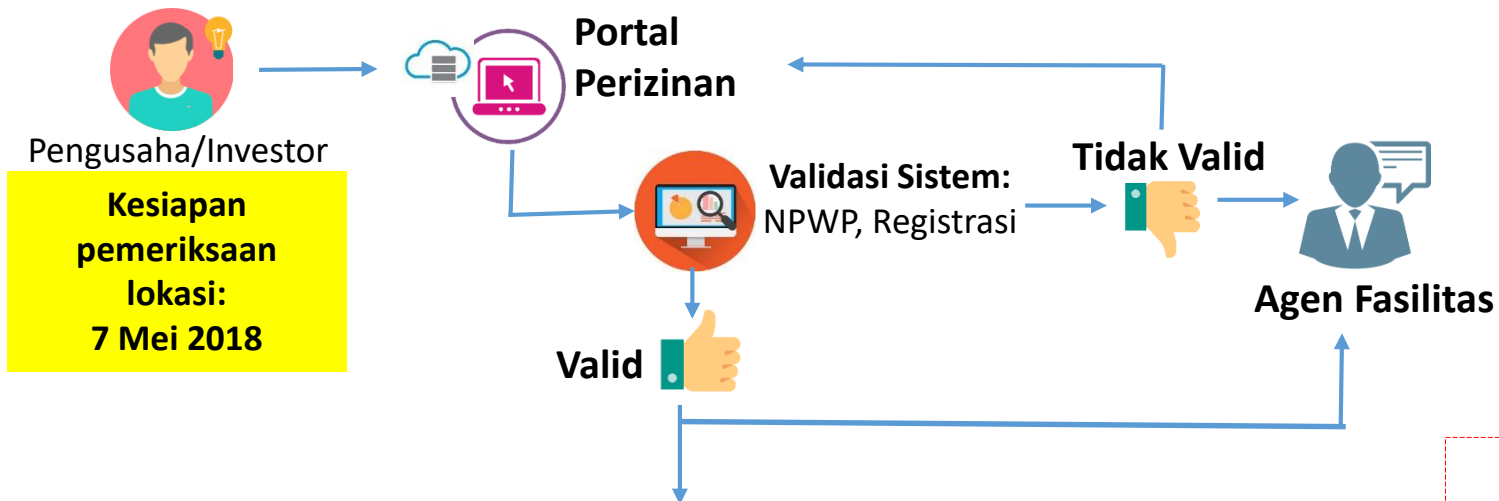 Portal
Perizinan
Pengusaha/Investor
Kesiapan
pemeriksaan
lokasi:
7 Mei 2018
Validasi Sistem:
NPWP, Registrasi
Tidak Valid
Agen Fasilitas
Valid